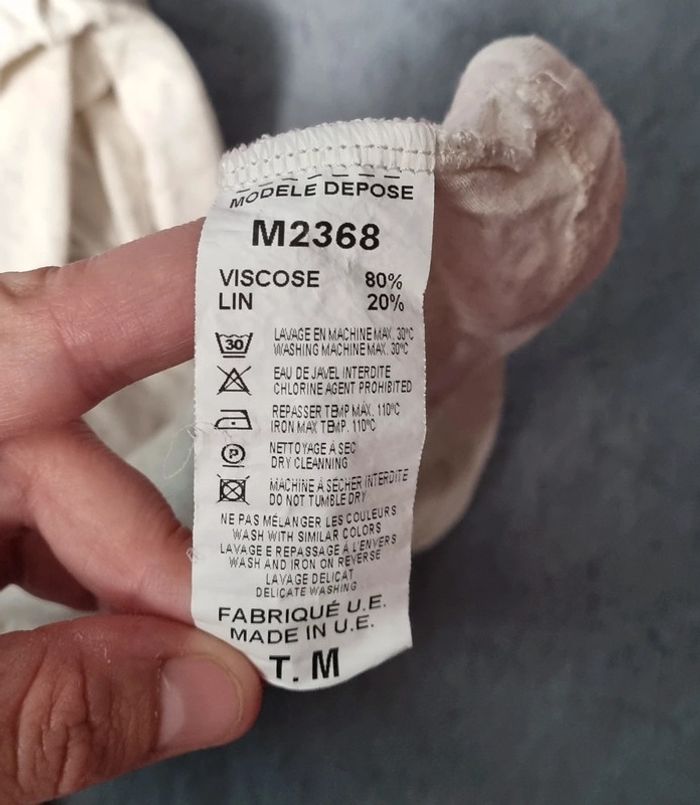 MODELE DEPOSE
M2368
VISCOSE 80%
LIN 20%
30
LAVAGE EN MACHINE MAX. 30°C
WASHING MACHINE MAX. 30°C
EAU DE JAVEL INTERDITE
CHLORINE AGENT PROHIBITED
REPASSER TEMP MAX. 110°C
IRON MAX TEMP. 110°C
P
NETTOYAGE A SEC
DRY CLEANNING
MACHINE A SÉCHER INTERDITE
DO NOT TUMBLE DRY
NE PAS MÉLANGER LES COULEURS
WASH WITH SIMILAR COLORS
LAVAGE E REPASSAGE A L'ENVERS
WASH AND IRON ON REVERSE
LAVAGE DELICAT
DELICATE WASHING
FABRIQUÉ U.E.
MADE IN U.E.
T. M